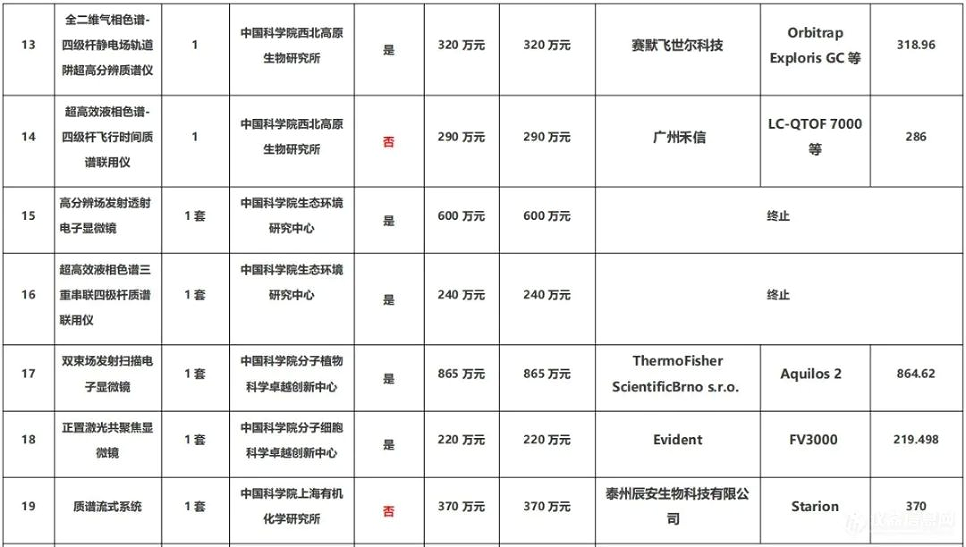 13
全二维气相色谱-
四级杆静电场轨道
阱超高分辨质谱仪
1
中国科学院西北高原
生物研究所
是
320 万元
320 万元
赛默飞世尔科技
Orbitrap
Exploris GC 等
318.96
14
超高效液相色谱-
四级杆飞行时间质
谱联用仪
1
中国科学院西北高原
生物研究所
否
290 万元
290 万元
广州禾信
LC-QTOF 7000
等
286
15
高分辨场发射透射
电子显微镜
1 套
中国科学院生态环境
研究中心
是
600 万元
600 万元
终止
16
超高效液相色谱三
重串联四极杆质谱
联用仪
1 套
中国科学院生态环境
研究中心
是
240 万元
240 万元
终止
17
双束场发射扫描电
子显微镜
1 套
中国科学院分子植物
科学卓越创新中心
是
865 万元
865 万元
ThermoFisher
ScientificBrno s.r.o.
Aquilos 2
864.62
18
正置激光共聚焦显
微镜
1 套
中国科学院分子细胞
科学卓越创新中心
是
220 万元
220 万元
Evident
FV3000
219.498
19
质谱流式系统
1 套
中国科学院上海有机
化学研究所
否
370 万元
370 万元
泰州辰安生物科技有限公
司
Starion
370
仪器信息网